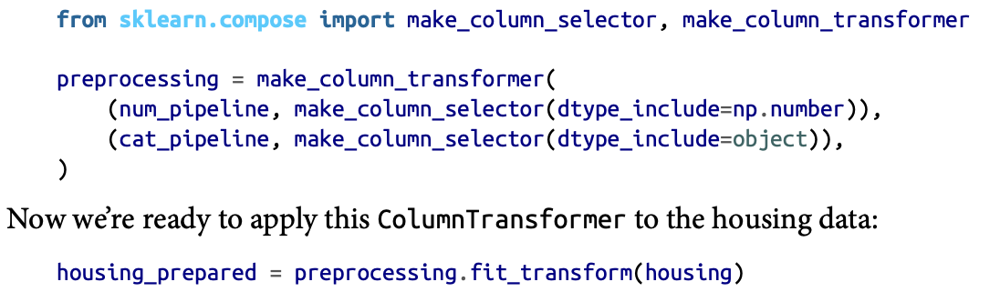 from sklearn.compose import make_column_selector, make_column_transformer
preprocessing = make_column_transformer(
    (num_pipeline, make_column_selector(dtype_include=np.number)),
    (cat_pipeline, make_column_selector(dtype_include=object)),
)
Now we’re ready to apply this ColumnTransformer to the housing data:
housing_prepared = preprocessing.fit_transform(housing)